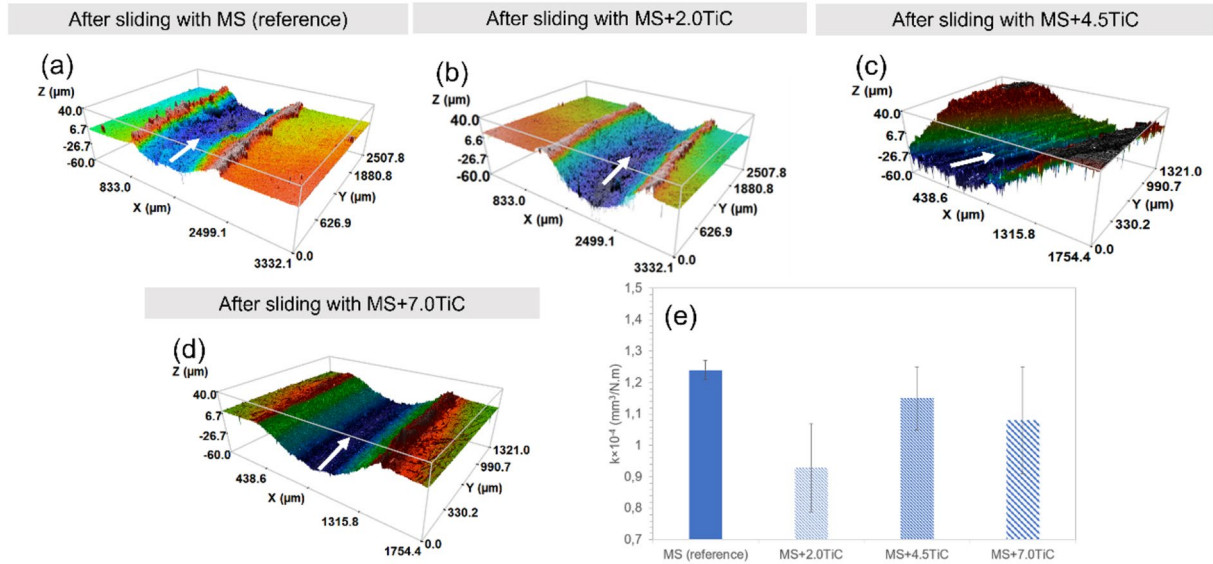 After sliding with MS (reference)
After sliding with MS+2.0TiC
After sliding with MS+4.5TiC
(a)
Z (µm)
40.0
6.7
-26.7
-60.0
833.0
X (µm)
2499.1
3332.1
0.0
626.9
Y (µm)
1880.8
2507.8
(b)
Z (µm)
40.0
6.6
-26.7
-60.0
833.0
X (µm)
2499.1
3332.1
0.0
626.9
Y (µm)
1880.8
2507.8
(c)
Z (µm)
40.0
6.7
-26.7
-60.0
438.6
X (µm)
1315.8
1754.4
0.0
330.2
Y (µm)
990.7
1321.0
After sliding with MS+7.0TiC
(d)
Z (µm)
40.0
6.7
-26.7
-60.0
438.6
X (µm)
1315.8
1754.4
0.0
330.2
Y (µm)
990.7
1321.0
(e)
k×10⁻⁴ (mm³/N.m)
1,5
1,4
1,3
1,2
1,1
1
0,9
0,8
0,7
MS (reference)
MS+2.0TiC
MS+4.5TiC
MS+7.0TiC